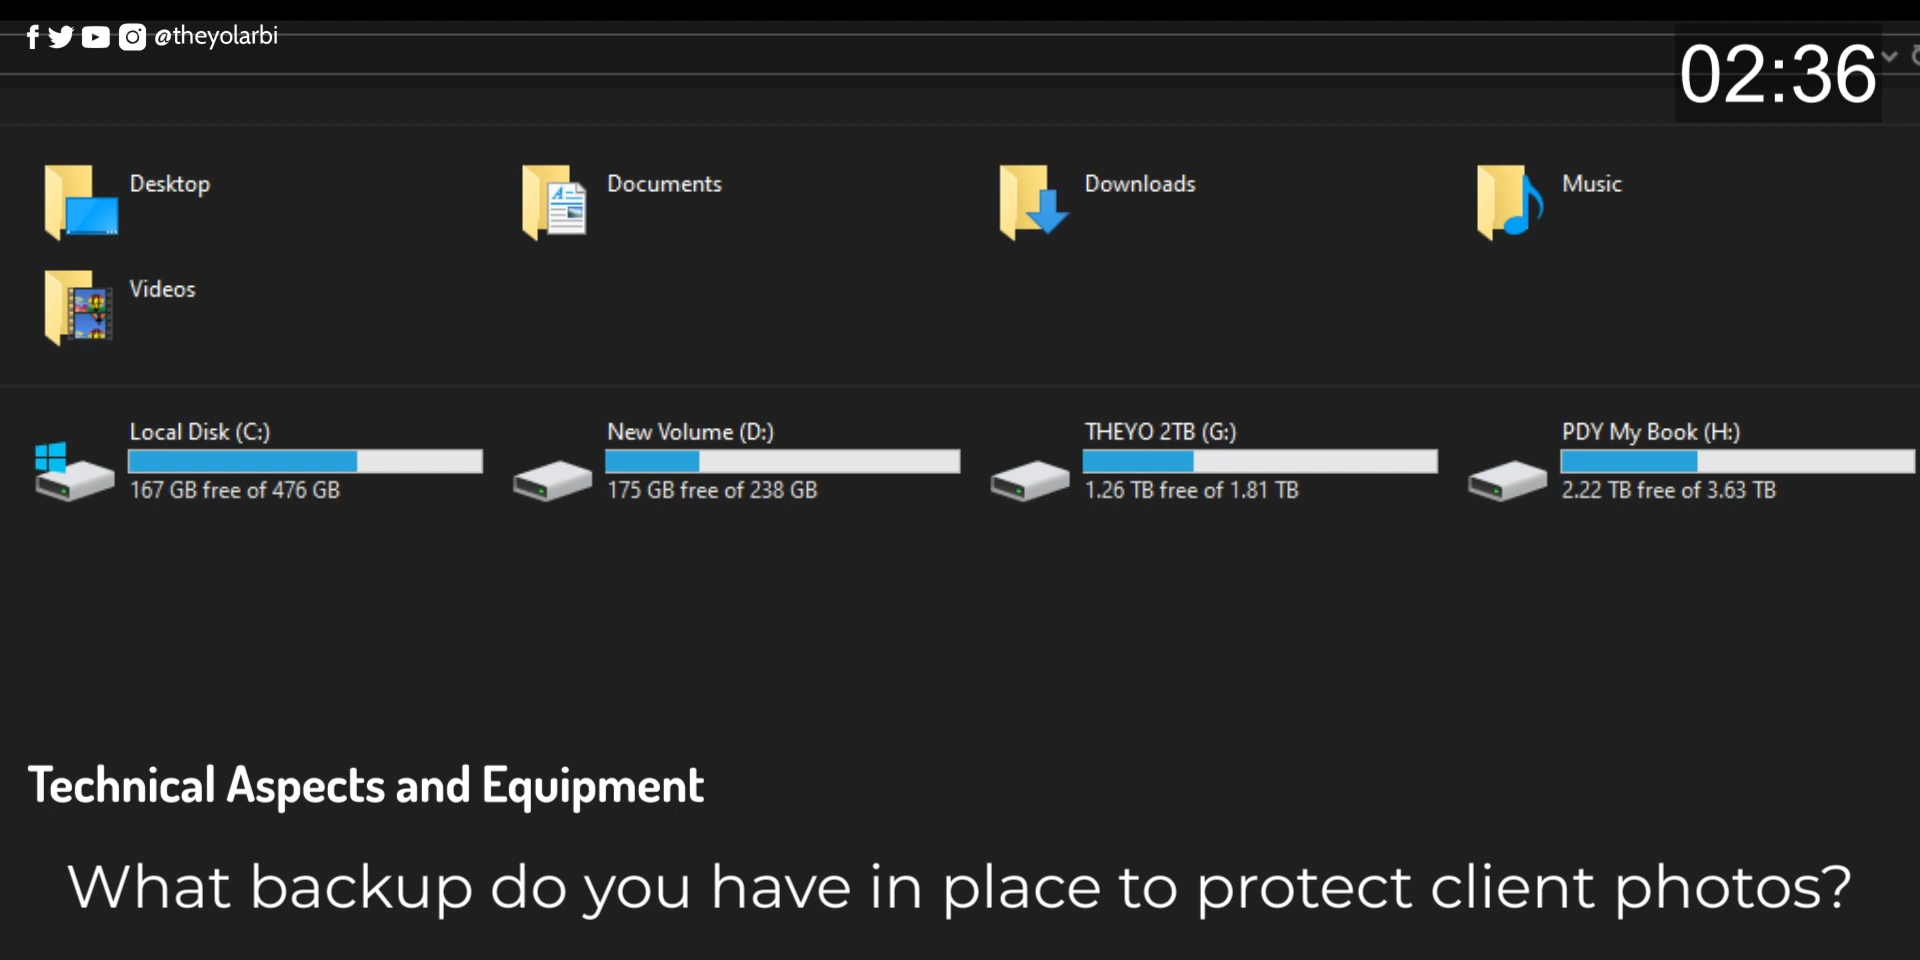 @theyolarbi
02:36
Desktop
Documents
Downloads
Music
Videos
Local Disk (C:)
167 GB free of 476 GB
New Volume (D:)
175 GB free of 238 GB
THEYO 2TB (G:)
1.26 TB free of 1.81 TB
PDY My Book (H:)
2.22 TB free of 3.63 TB
Technical Aspects and Equipment
What backup do you have in place to protect client photos?